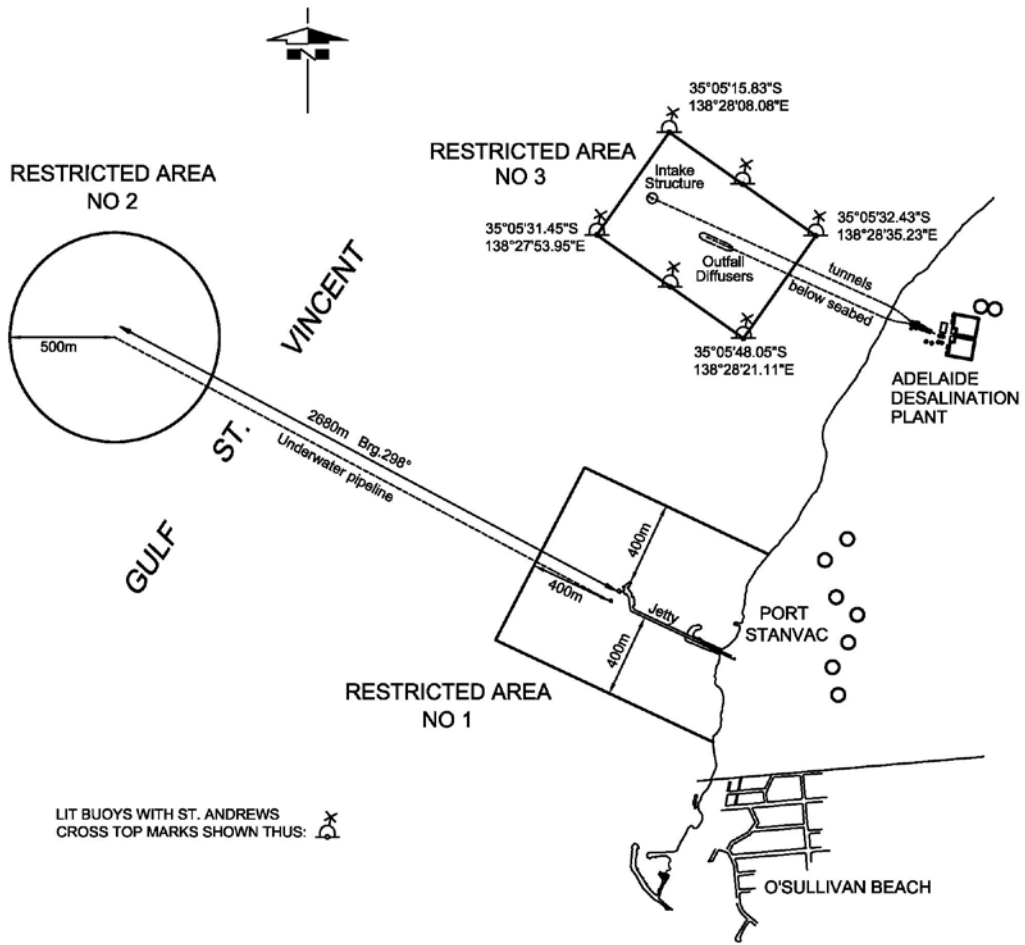 N
35°05'15.83"S
138°28'08.08"E
RESTRICTED AREA
NO 3
RESTRICTED AREA
NO 2
Intake
Structure
35°05'31.45"S
138°27'53.95"E
35°05'32.43"S
138°28'35.23"E
Outfall
Diffusers
tunnels
below seabed
35°05'48.05"S
138°28'21.11"E
ADELAIDE
DESALINATION
PLANT
500m
GULF ST. VINCENT
2680m Brg.298°
Underwater pipeline
400m
400m
Jetty
400m
PORT
STANVAC
RESTRICTED AREA
NO 1
LIT BUOYS WITH ST. ANDREWS
CROSS TOP MARKS SHOWN THUS:
O'SULLIVAN BEACH